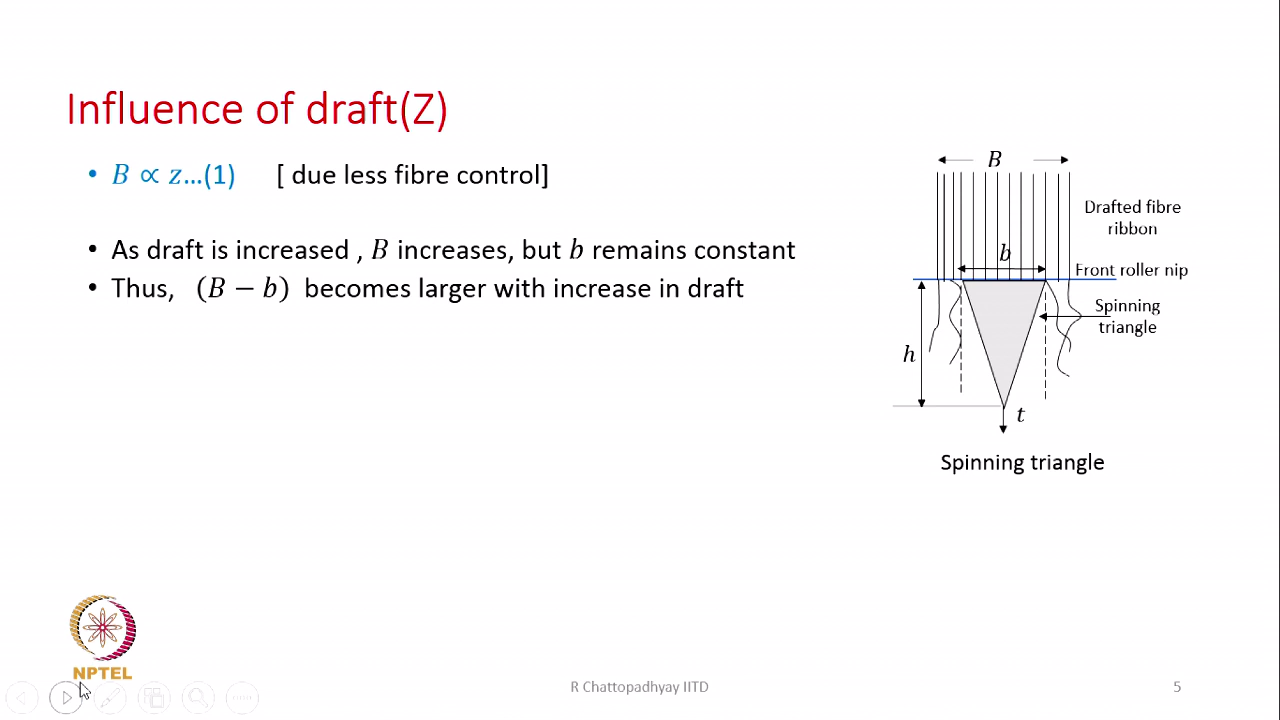 Influence of draft(Z)
• B ∝ z…(1) [ due less fibre control]
• As draft is increased , B increases, but b remains constant
• Thus, (B − b) becomes larger with increase in draft
B
Drafted fibre
ribbon
b
Front roller nip
Spinning
triangle
h
t
Spinning triangle
NPTEL
R Chattopadhyay IITD
5